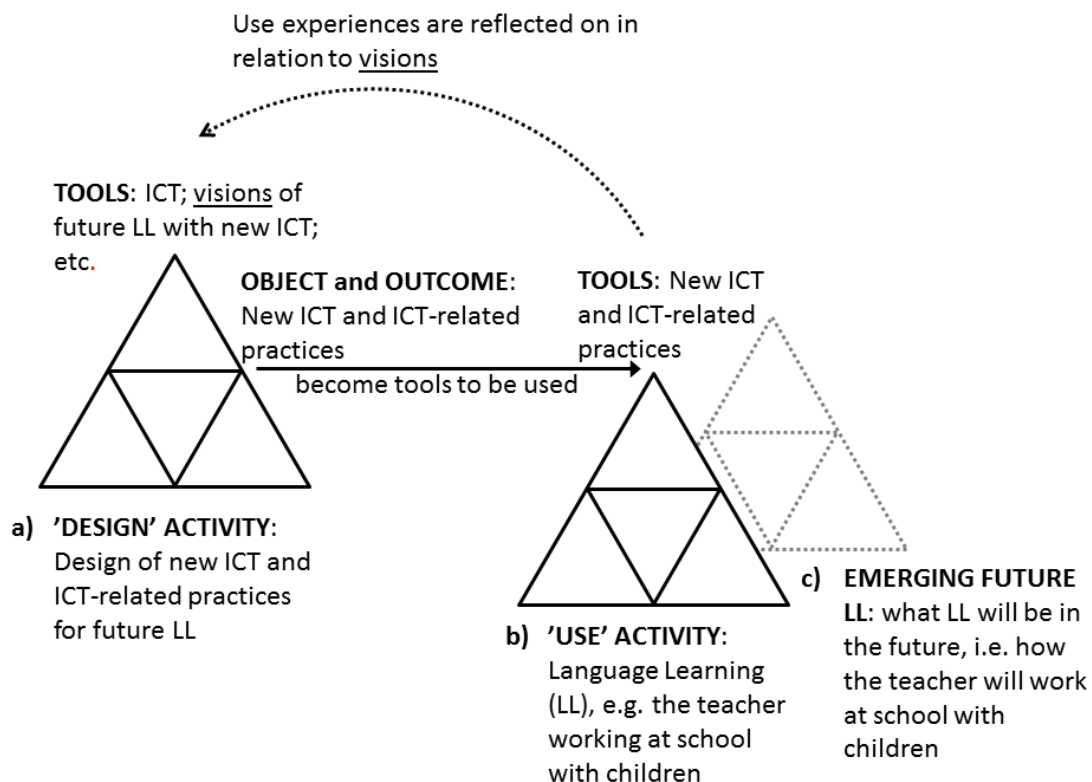 Use experiences are reflected on in
relation to visions
TOOLS: ICT; visions of
future LL with new ICT;
etc.
OBJECT and OUTCOME:
New ICT and ICT-related
practices
become tools to be used
TOOLS: New ICT
and ICT-related
practices
a) ’DESIGN’ ACTIVITY:
Design of new ICT and
ICT-related practices
for future LL
b) ’USE’ ACTIVITY:
Language Learning
(LL), e.g. the teacher
working at school
with children
c) EMERGING FUTURE
LL: what LL will be in
the future, i.e. how
the teacher will work
at school with
children